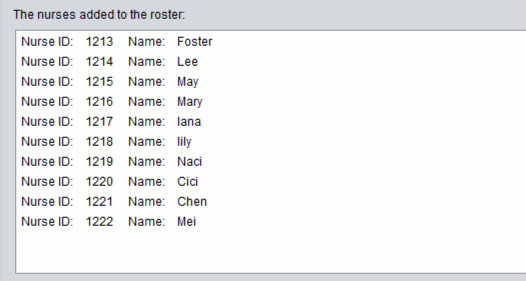 The nurses added to the roster:
Nurse ID: 1213 Name: Foster
Nurse ID: 1214 Name: Lee
Nurse ID: 1215 Name: May
Nurse ID: 1216 Name: Mary
Nurse ID: 1217 Name: lana
Nurse ID: 1218 Name: lily
Nurse ID: 1219 Name: Naci
Nurse ID: 1220 Name: Cici
Nurse ID: 1221 Name: Chen
Nurse ID: 1222 Name: Mei